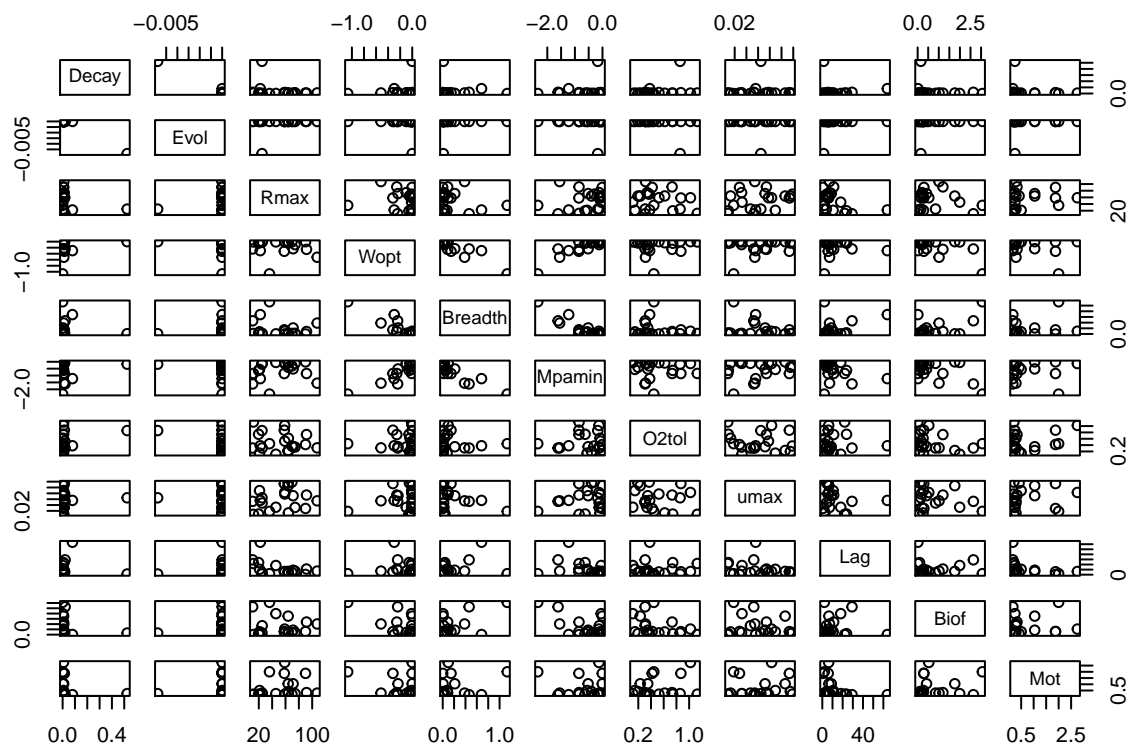 −0.005 −1.0 0.0 −2.0 0.0 0.02 0.0 2.5
Decay 0.0
−0.005 Evol
Rmax 20
−1.0 Wopt
Breadth 0.0
−2.0 Mpamin
O2tol 0.2
0.02 umax
Lag 0
0.0 Biof
Mot 0.5
0.0 0.4 20 100 0.0 1.0 0.2 1.0 0 40 0.5 2.5